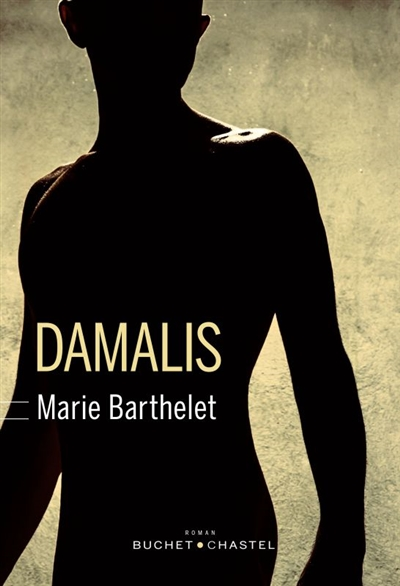 DAMALIS
Marie Barthelet
ROMAN
BUCHET • CHASTEL